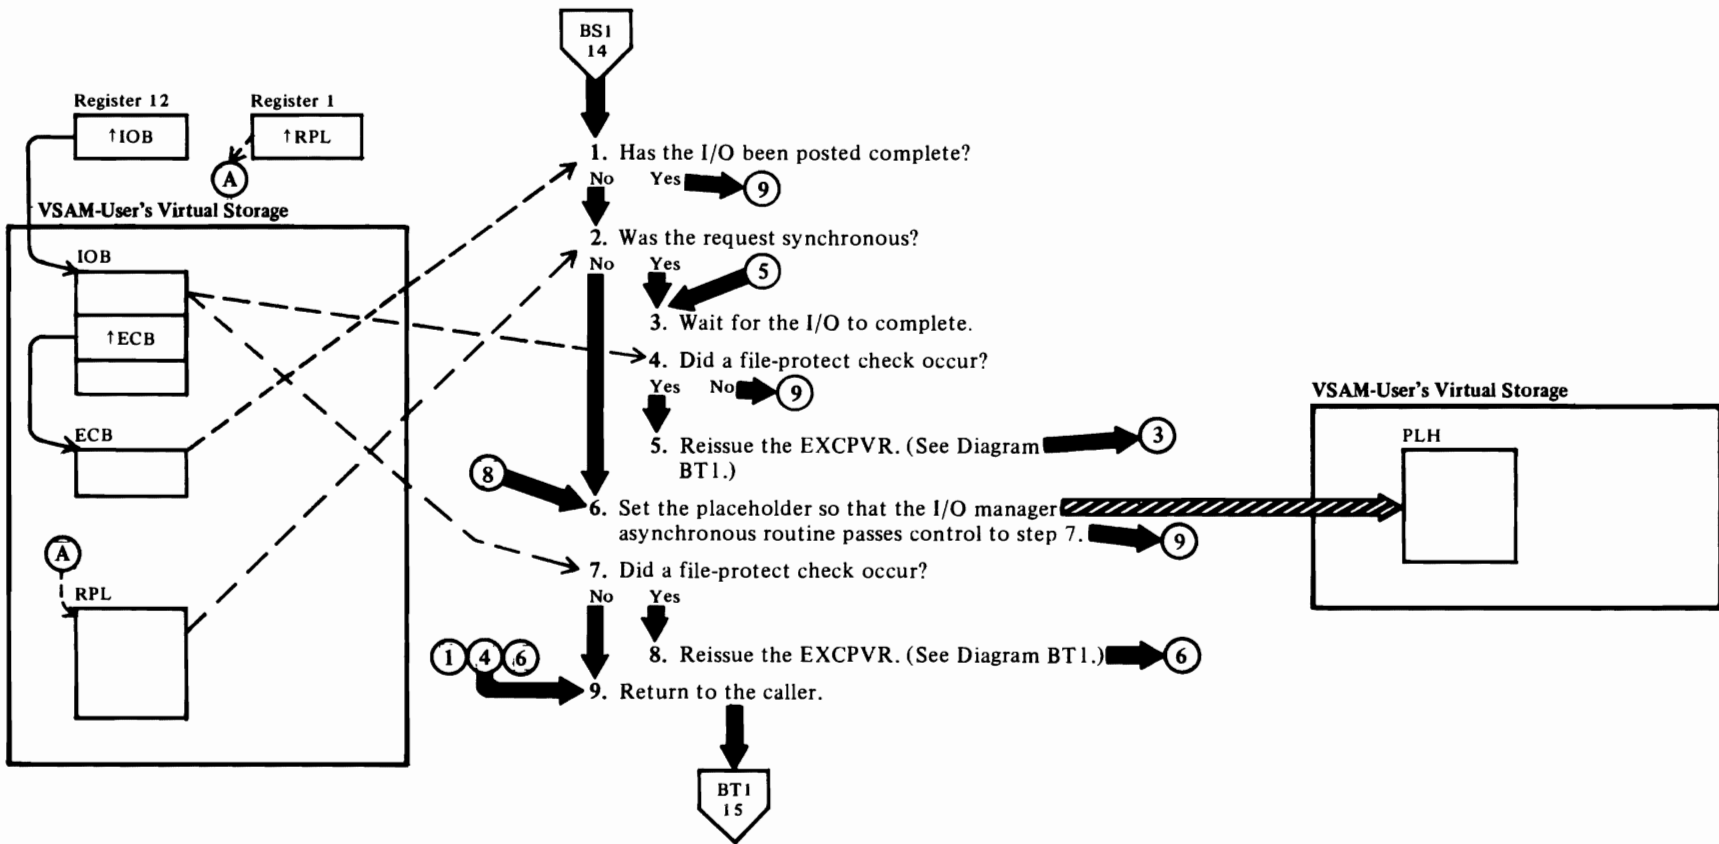 BS1
14
Register 12
↑IOB
Register 1
↑RPL
A
VSAM-User's Virtual Storage
IOB
↑ECB
ECB
A
RPL
1. Has the I/O been posted complete?
No Yes 9
2. Was the request synchronous?
No Yes 5
3. Wait for the I/O to complete.
4. Did a file-protect check occur?
Yes No 9
5. Reissue the EXCPVR. (See Diagram 3
BT1.)
8
6. Set the placeholder so that the I/O manager
asynchronous routine passes control to step 7. 9
7. Did a file-protect check occur?
No Yes
8. Reissue the EXCPVR. (See Diagram BT1.) 6
1 4 6
9. Return to the caller.
BT1
15
VSAM-User's Virtual Storage
PLH